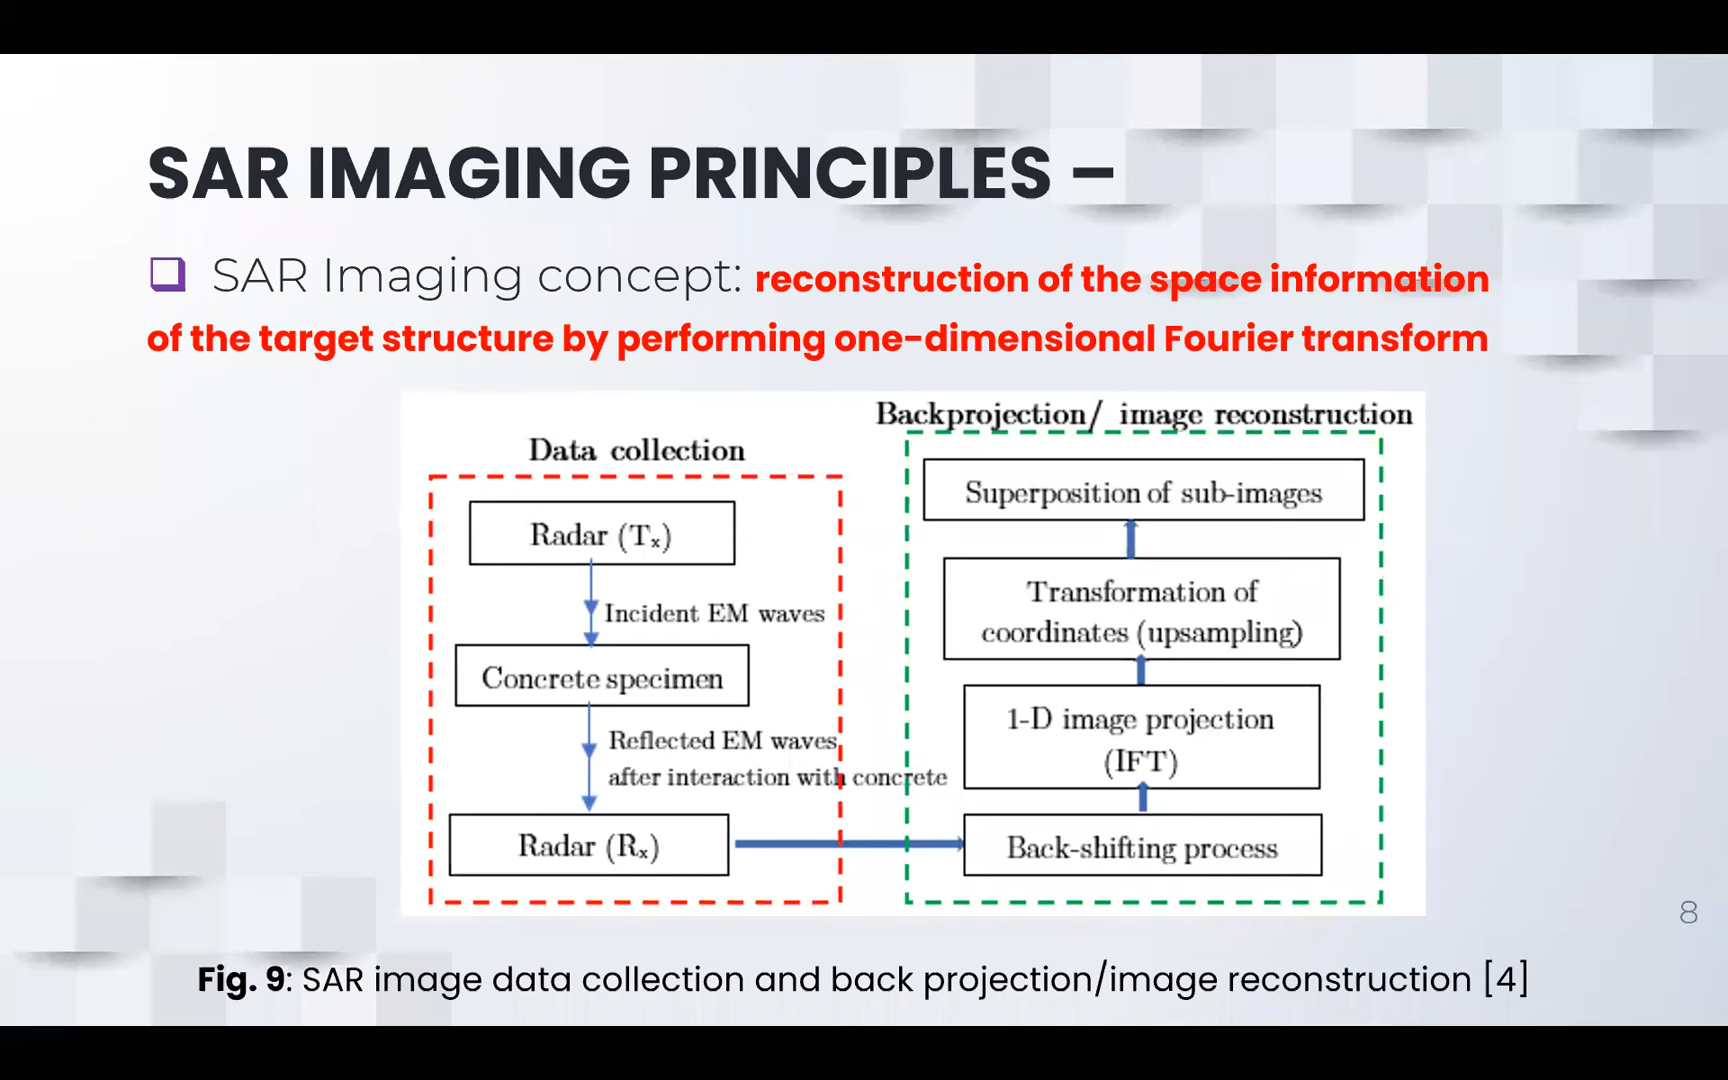 SAR IMAGING PRINCIPLES –
SAR Imaging concept: reconstruction of the space information
of the target structure by performing one-dimensional Fourier transform
Data collection
Radar (Tₓ)
Incident EM waves
Concrete specimen
Reflected EM waves
after interaction with concrete
Radar (Rₓ)
Backprojection/ image reconstruction
Superposition of sub-images
Transformation of
coordinates (upsampling)
1-D image projection
(IFT)
Back-shifting process
8
Fig. 9: SAR image data collection and back projection/image reconstruction [4]